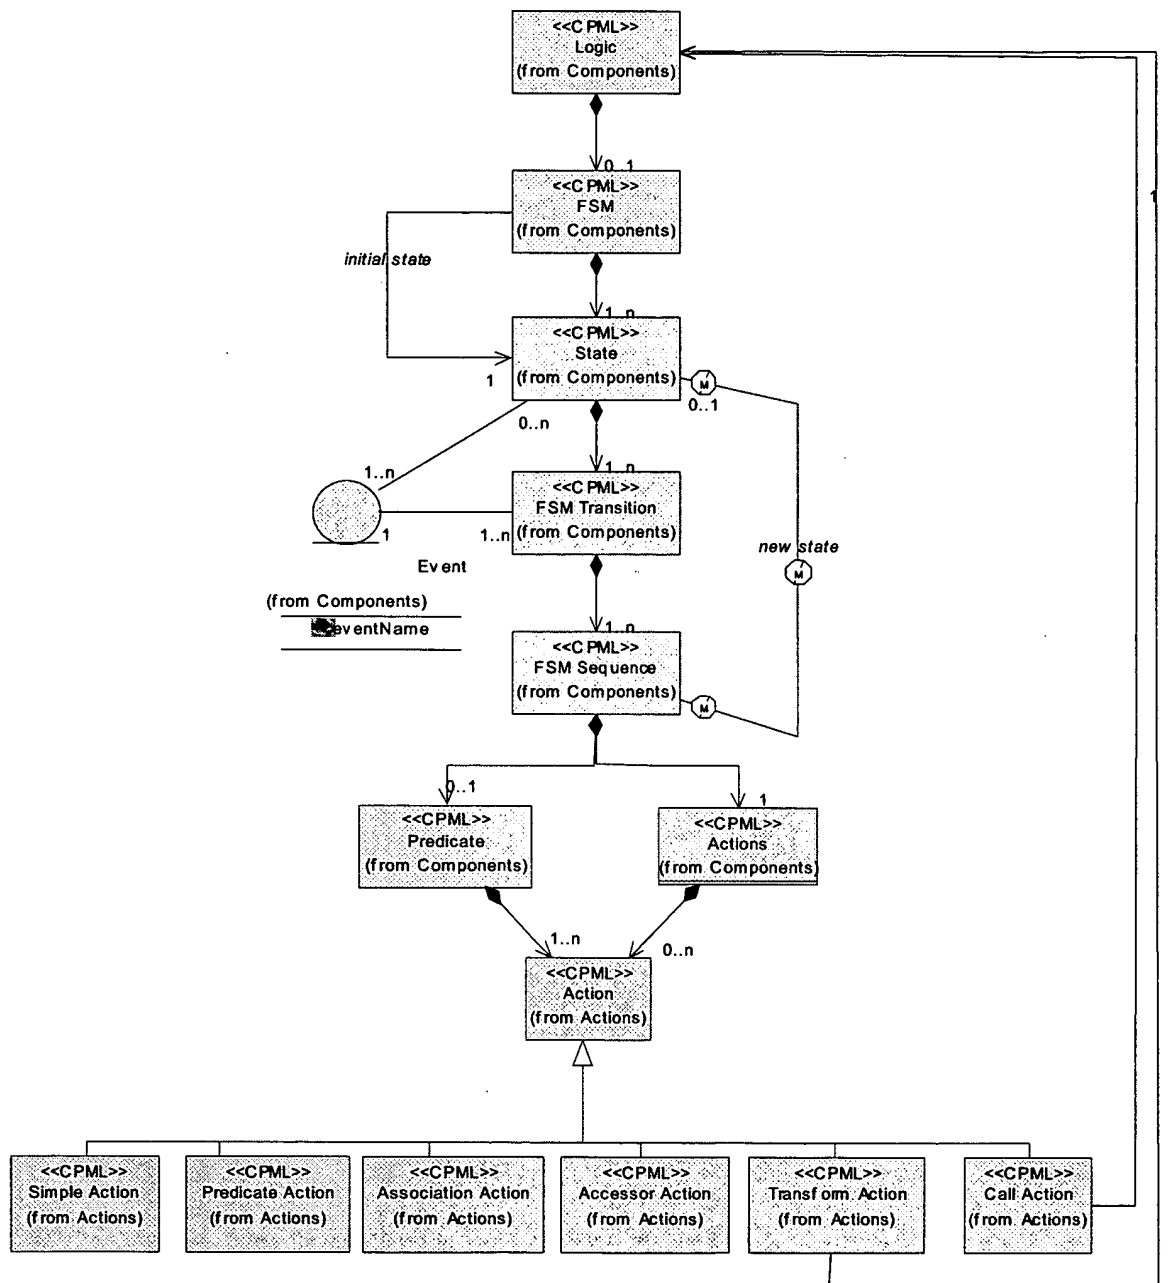 <<CPML>>
Logic
(from Components)
0..1
<<CPML>>
FSM
(from Components)
1
initial state
1..n
<<CPML>>
State
(from Components)
1
0..n
M
0..1
1..n
1..n
<<CPML>>
FSM Transition
(from Components)
1
1..n
new state
M
Event
(from Components)
eventName
1..n
<<CPML>>
FSM Sequence
(from Components)
M
0..1
1
<<CPML>>
Predicate
(from Components)
<<CPML>>
Actions
(from Components)
1..n
0..n
<<CPML>>
Action
(from Actions)
<<CPML>>
Simple Action
(from Actions)
<<CPML>>
Predicate Action
(from Actions)
<<CPML>>
Association Action
(from Actions)
<<CPML>>
Accessor Action
(from Actions)
<<CPML>>
Transform Action
(from Actions)
<<CPML>>
Call Action
(from Actions)